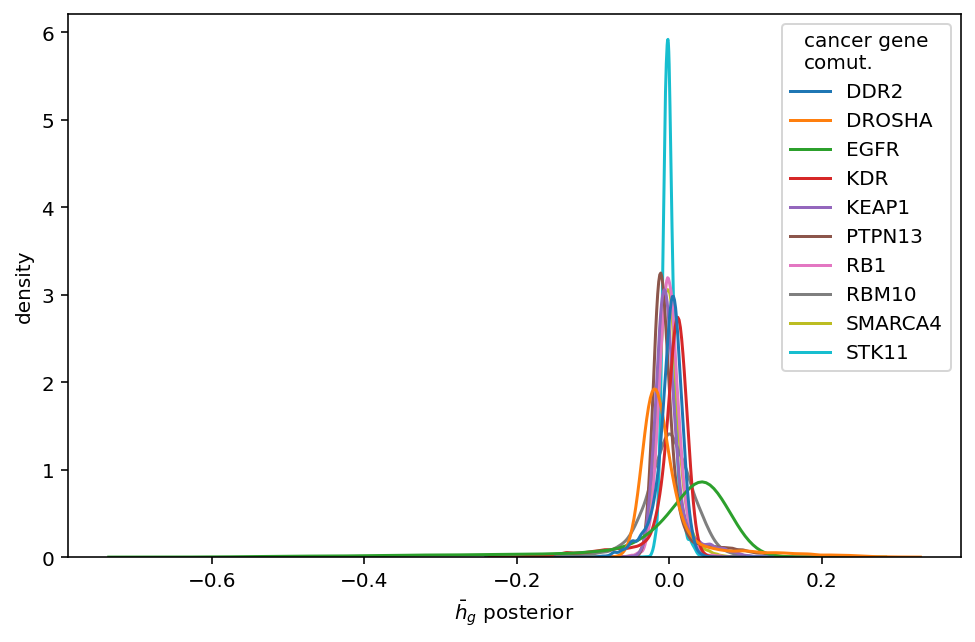 cancer gene
comut.
DDR2
DROSHA
EGFR
KDR
KEAP1
PTPN13
RB1
RBM10
SMARCA4
STK11
density
6
5
4
3
2
1
0
−0.6 −0.4 −0.2 0.0 0.2
h̄_g posterior